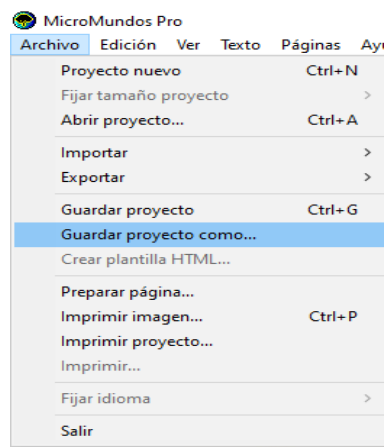 MicroMundos Pro
Archivo Edición Ver Texto Páginas Ayu
Proyecto nuevo Ctrl+N
Fijar tamaño proyecto >
Abrir proyecto... Ctrl+A
Importar >
Exportar >
Guardar proyecto Ctrl+G
Guardar proyecto como...
Crear plantilla HTML...
Preparar página...
Imprimir imagen... Ctrl+P
Imprimir proyecto...
Imprimir...
Fijar idioma >
Salir